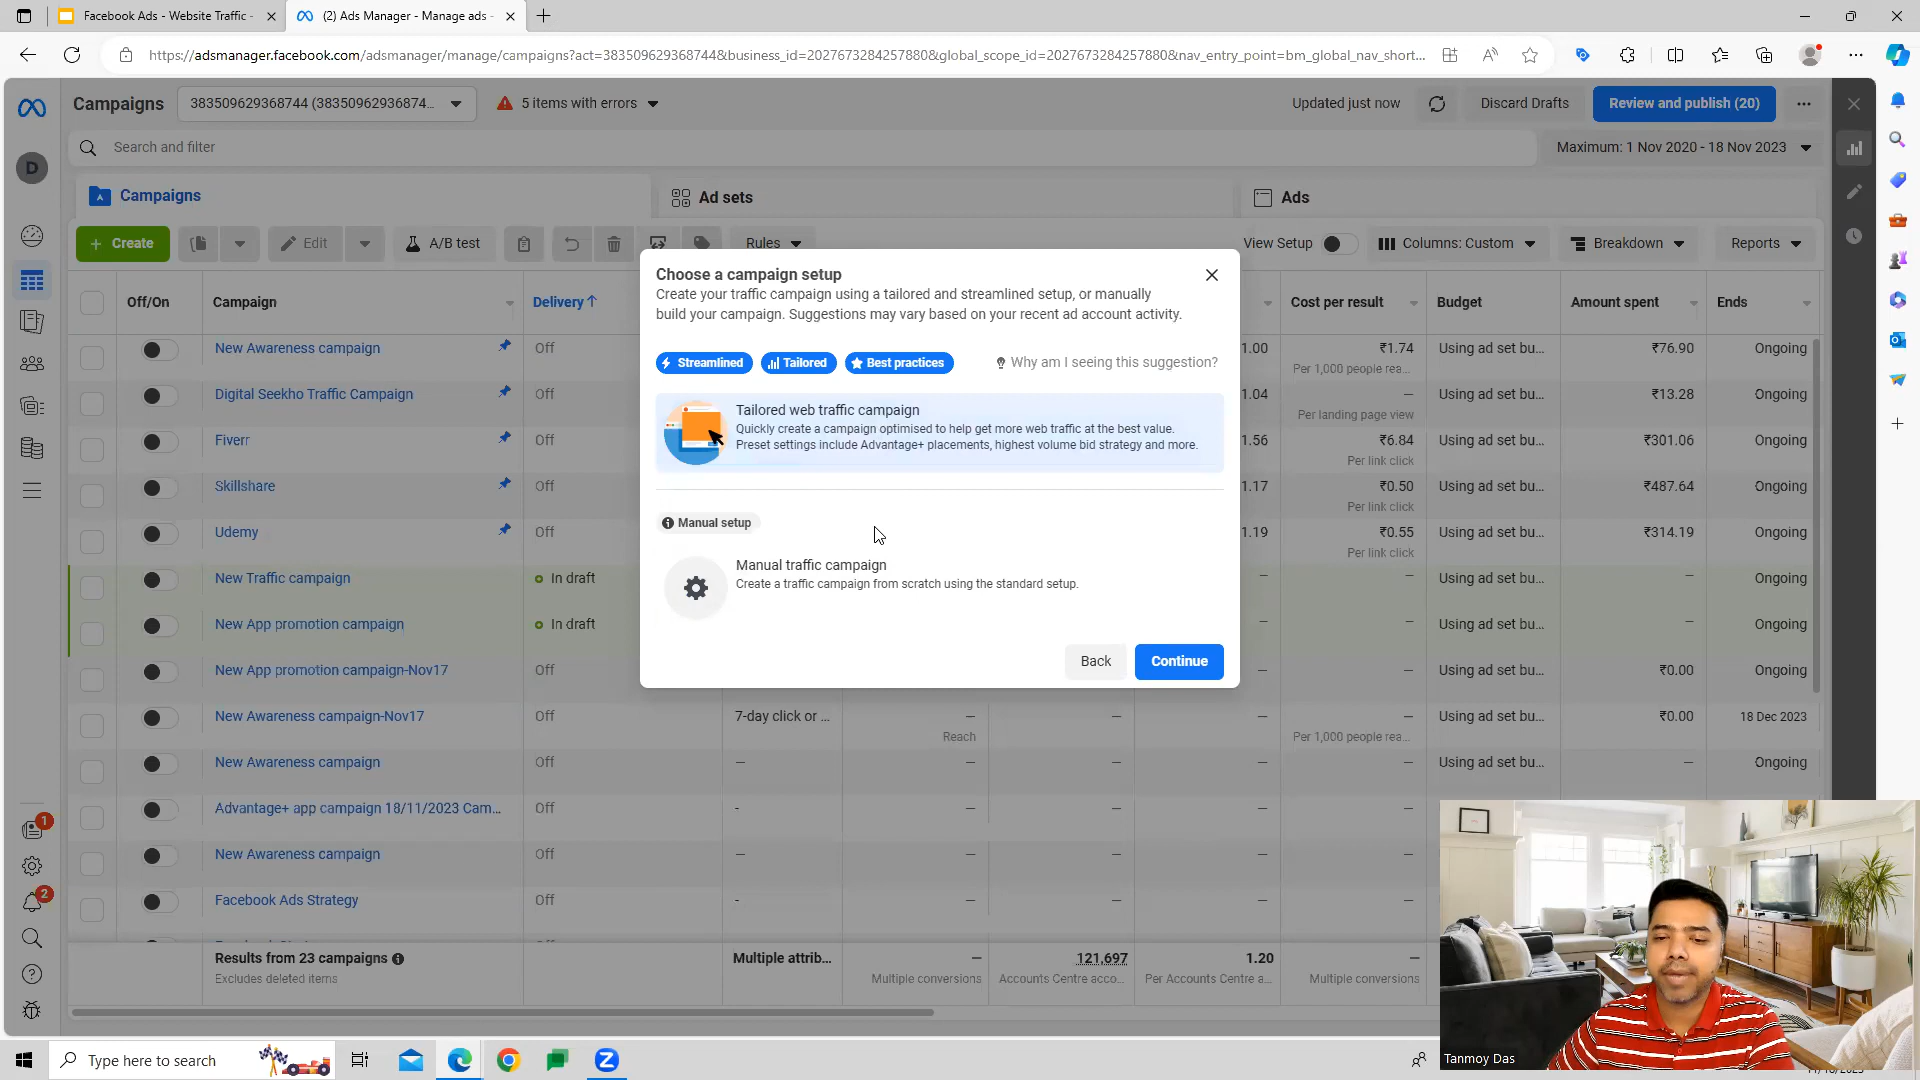 Facebook Ads - Website Traffic -
(2) Ads Manager - Manage ads -
https://adsmanager.facebook.com/adsmanager/manage/campaigns?act=383509629368744&business_id=2027673284257880&global_scope_id=2027673284257880&nav_entry_point=bm_global_nav_short...
Campaigns
383509629368744 (38350962936874...
5 items with errors
Updated just now
Discard Drafts
Review and publish (20)
Search and filter
Maximum: 1 Nov 2020 - 18 Nov 2023
D
Campaigns
Ad sets
Ads
+ Create
Edit
A/B test
Rules
View Setup
Columns: Custom
Breakdown
Reports
Off/On
Campaign
Delivery ↑
Cost per result
Budget
Amount spent
Ends
New Awareness campaign
Off
1.00
₹1.74
Per 1,000 people rea...
Using ad set bu...
₹76.90
Ongoing
Digital Seekho Traffic Campaign
Off
1.04
—
Per landing page view
Using ad set bu...
₹13.28
Ongoing
Fiverr
Off
1.56
₹6.84
Per link click
Using ad set bu...
₹301.06
Ongoing
Skillshare
Off
1.17
₹0.50
Per link click
Using ad set bu...
₹487.64
Ongoing
Udemy
Off
1.19
₹0.55
Per link click
Using ad set bu...
₹314.19
Ongoing
New Traffic campaign
In draft
—
—
Using ad set bu...
—
Ongoing
New App promotion campaign
In draft
—
—
Using ad set bu...
—
Ongoing
New App promotion campaign-Nov17
Off
—
—
Using ad set bu...
₹0.00
Ongoing
New Awareness campaign-Nov17
Off
7-day click or ...
—
Reach
—
—
—
Per 1,000 people rea...
Using ad set bu...
₹0.00
18 Dec 2023
New Awareness campaign
Off
—
—
—
—
—
Using ad set bu...
—
Ongoing
Advantage+ app campaign 18/11/2023 Cam...
Off
-
—
—
—
—
New Awareness campaign
Off
—
—
—
—
—
Facebook Ads Strategy
Off
-
—
—
—
—
Results from 23 campaigns
Excludes deleted items
Multiple attrib...
—
Multiple conversions
121,697
Accounts Centre acco...
1.20
Per Accounts Centre a...
—
Multiple conversions
Choose a campaign setup
Create your traffic campaign using a tailored and streamlined setup, or manually
build your campaign. Suggestions may vary based on your recent ad account activity.
Streamlined
Tailored
Best practices
Why am I seeing this suggestion?
Tailored web traffic campaign
Quickly create a campaign optimised to help get more web traffic at the best value.
Preset settings include Advantage+ placements, highest volume bid strategy and more.
Manual setup
Manual traffic campaign
Create a traffic campaign from scratch using the standard setup.
Back
Continue
1
2
Tanmoy Das
Type here to search